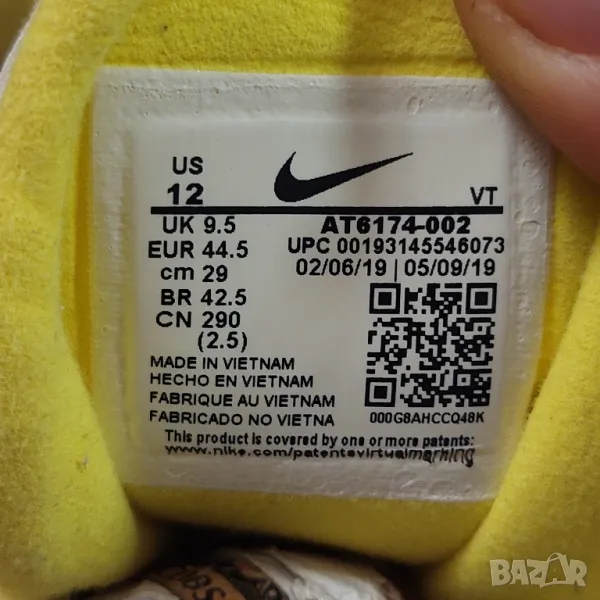 US
12 VT
UK 9.5 AT6174-002
EUR 44.5 UPC 00193145546073
cm 29 02/06/19 | 05/09/19
BR 42.5
CN 290
(2.5)
MADE IN VIETNAM
HECHO EN VIETNAM
FABRIQUE AU VIETNAM
FABRICADO NO VIETNA
000G8AHCCQ48K
This product is covered by one or more patents:
www.nike.com/patentsvirtualmarking
BAZAR